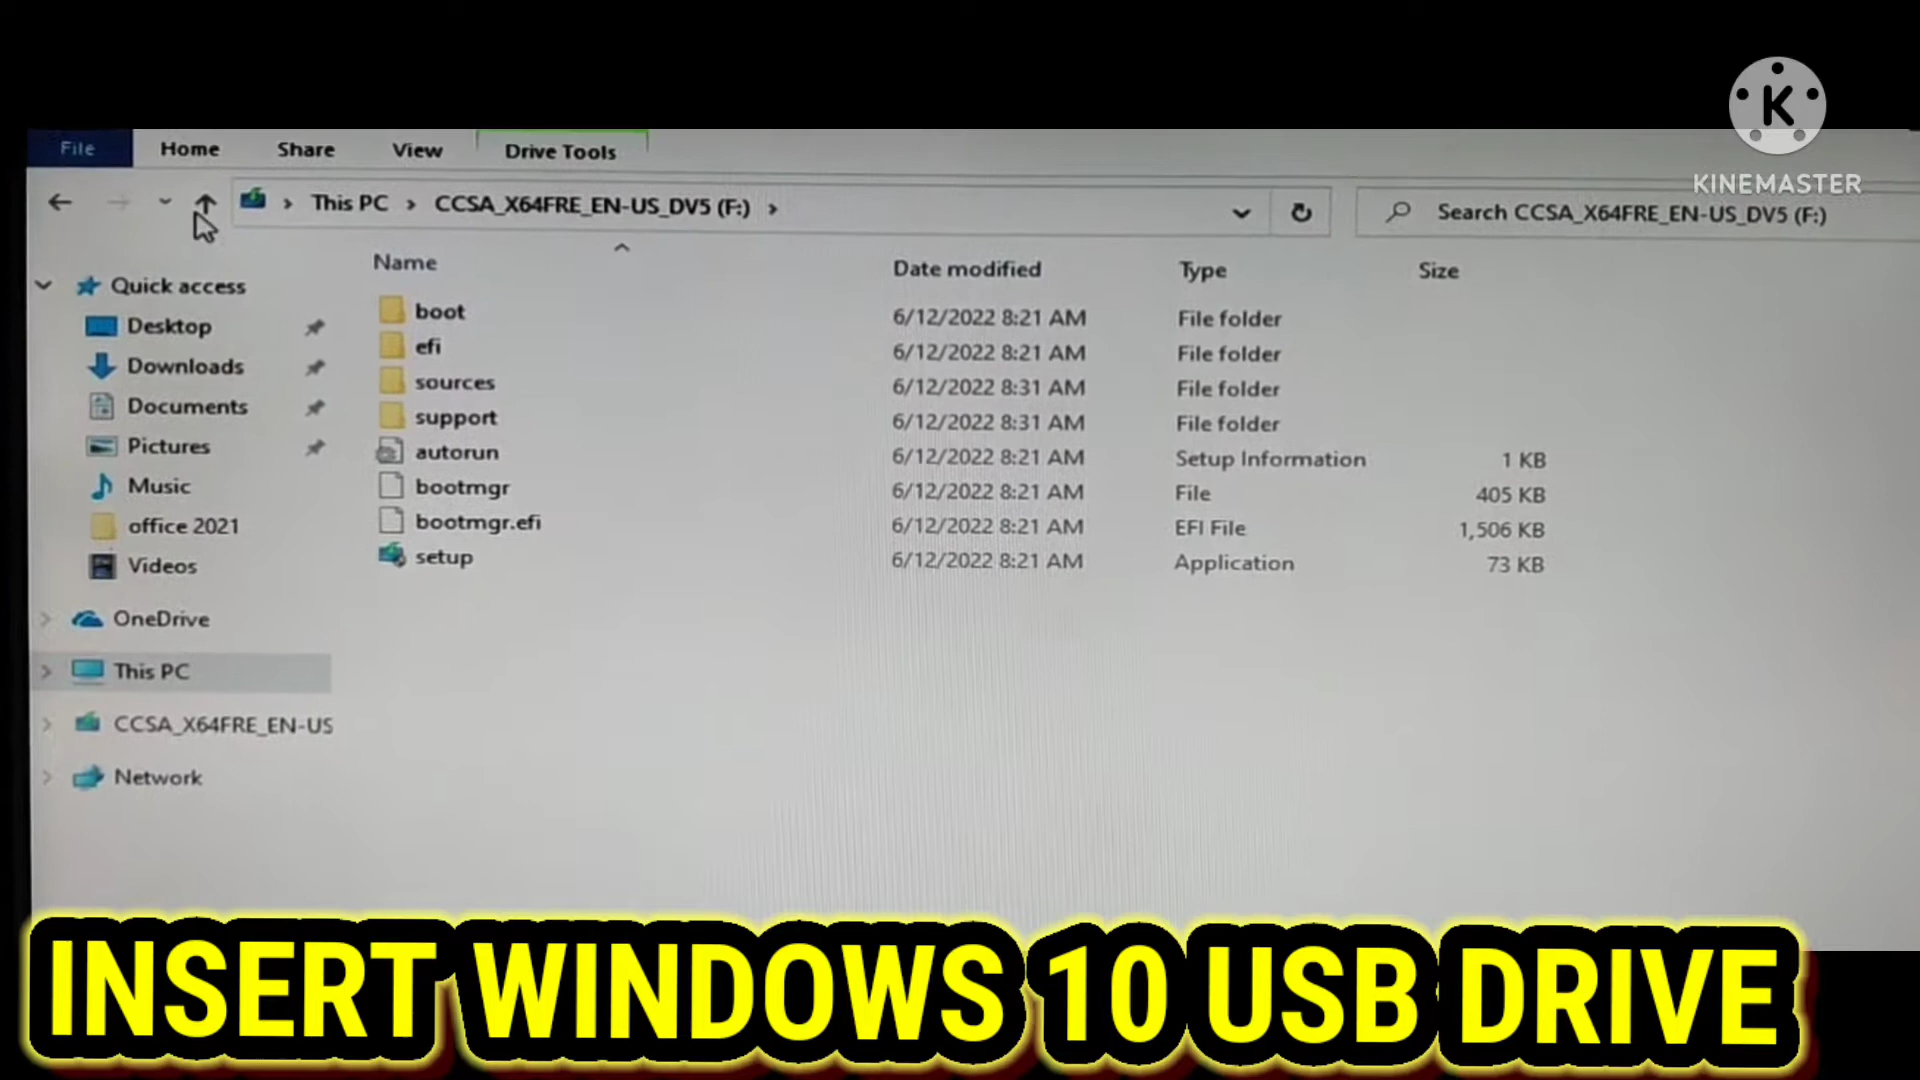 K
KINEMASTER
File Home Share View Drive Tools
This PC > CCSA_X64FRE_EN-US_DV5 (F:) >
Search CCSA_X64FRE_EN-US_DV5 (F:)
Name Date modified Type Size
Quick access
Desktop
Downloads
Documents
Pictures
Music
office 2021
Videos
OneDrive
This PC
CCSA_X64FRE_EN-US
Network
boot 6/12/2022 8:21 AM File folder
efi 6/12/2022 8:21 AM File folder
sources 6/12/2022 8:31 AM File folder
support 6/12/2022 8:31 AM File folder
autorun 6/12/2022 8:21 AM Setup Information 1 KB
bootmgr 6/12/2022 8:21 AM File 405 KB
bootmgr.efi 6/12/2022 8:21 AM EFI File 1,506 KB
setup 6/12/2022 8:21 AM Application 73 KB
INSERT WINDOWS 10 USB DRIVE